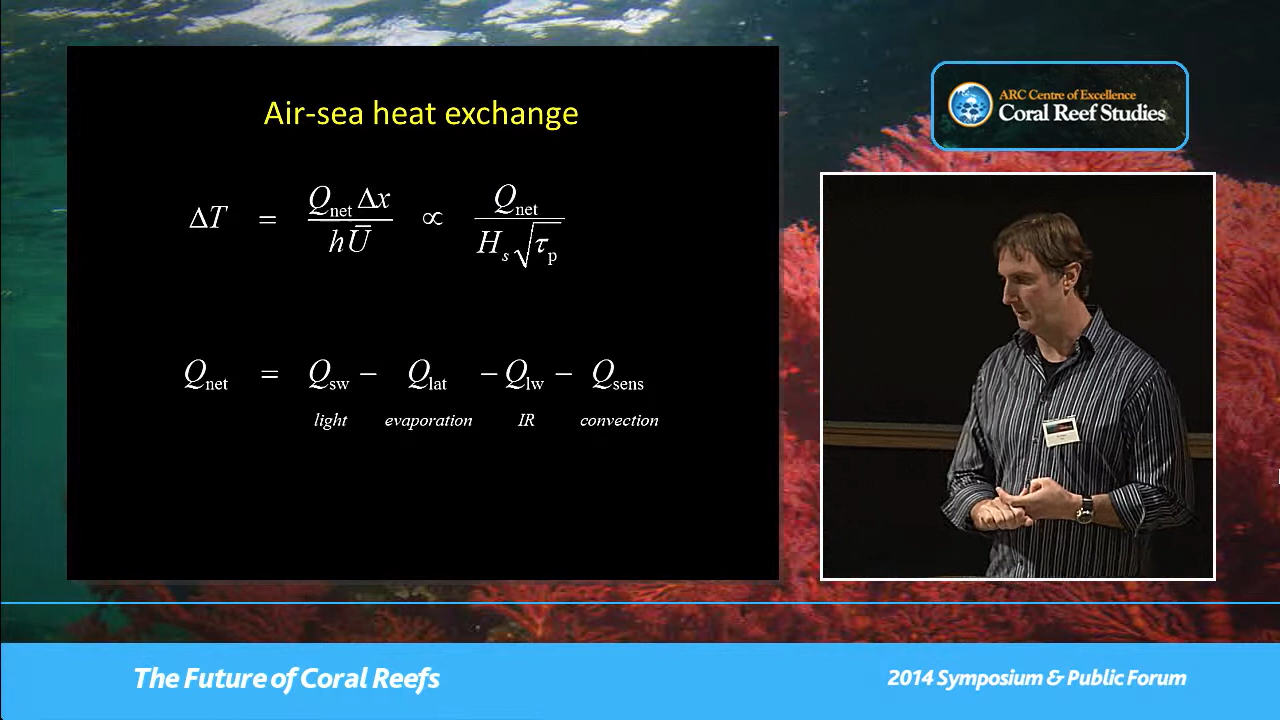 Air-sea heat exchange
ΔT = Q_net Δx / h Ū ∝ Q_net / H_s √τ_p
Q_net = Q_sw − Q_lat − Q_lw − Q_sens
light evaporation IR convection
ARC Centre of Excellence
Coral Reef Studies
The Future of Coral Reefs
2014 Symposium & Public Forum